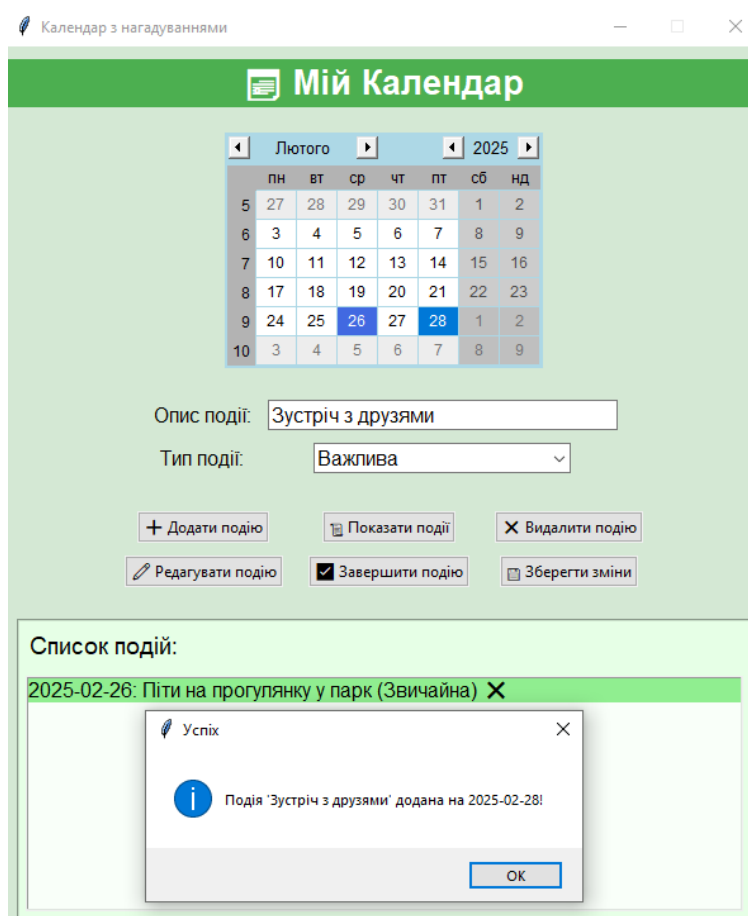 Календар з нагадуваннями
Мій Календар
Лютого 2025
пн вт ср чт пт сб нд
5 27 28 29 30 31 1 2
6 3 4 5 6 7 8 9
7 10 11 12 13 14 15 16
8 17 18 19 20 21 22 23
9 24 25 26 27 28 1 2
10 3 4 5 6 7 8 9
Опис події: Зустріч з друзями
Тип події: Важлива
Додати подію Показати події Видалити подію
Редагувати подію Завершити подію Зберегти зміни
Список подій:
2025-02-26: Піти на прогулянку у парк (Звичайна) ❌
Успіх
Подія 'Зустріч з друзями' додана на 2025-02-28!
OK